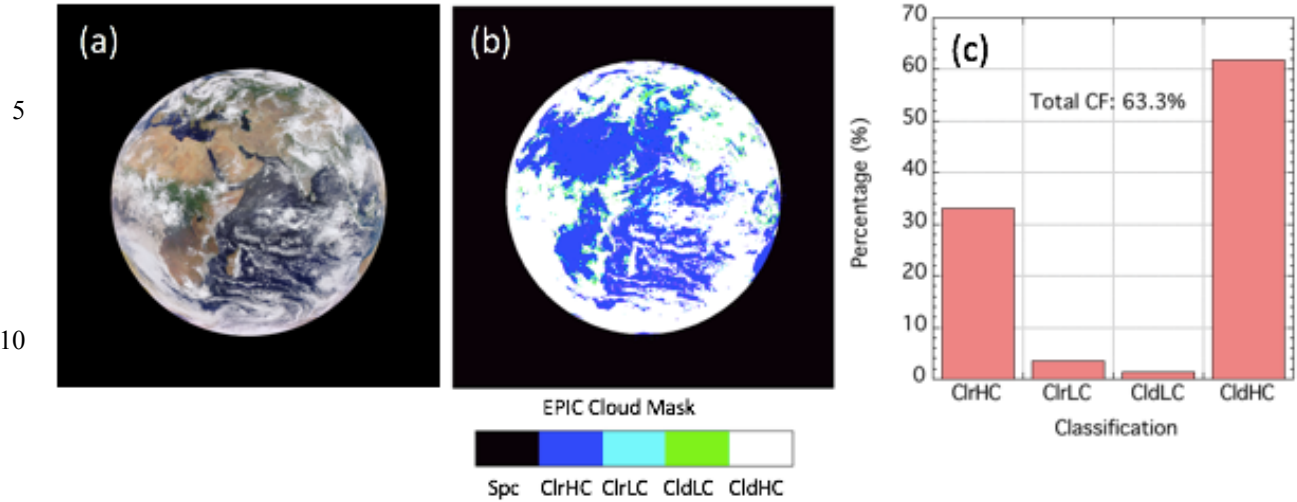 5
10
(a)
(b)
EPIC Cloud Mask
Spc ClrHC ClrLC CldLC CldHC
(c)
Total CF: 63.3%
Percentage (%)
70
60
50
40
30
20
10
0
ClrHC ClrLC CldLC CldHC
Classification